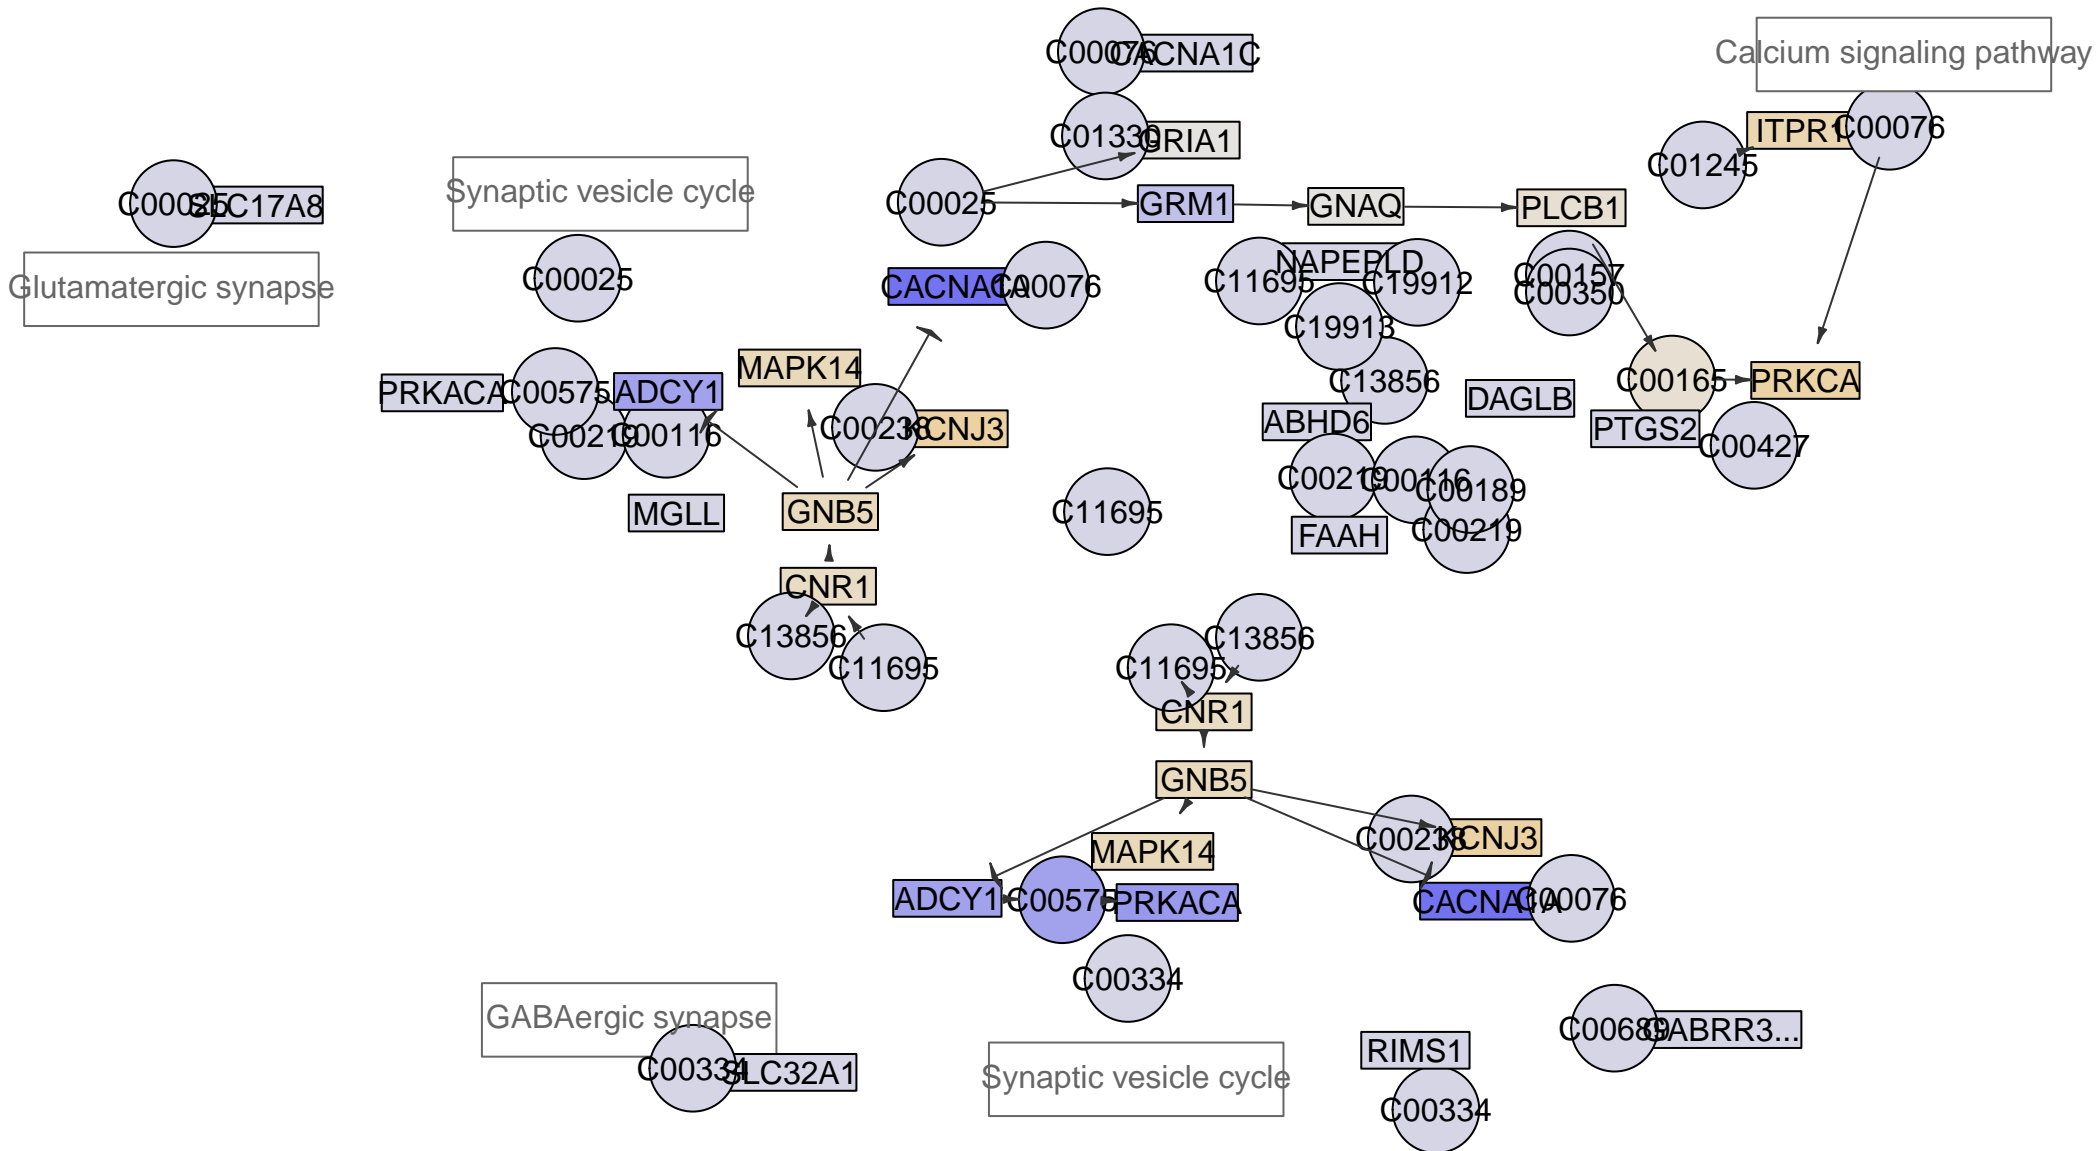 C00076
CACNA1C
Calcium signaling pathway
C01330
GRIA1
ITPR1
C00076
C01245
C00025
SLC17A8
Synaptic vesicle cycle
C00025
GRM1
GNAQ
PLCB1
Glutamatergic synapse
C00025
CACNA1A
C00076
NAPEPLD
C11695
C19912
C19913
C00157
C00350
MAPK14
PRKACA
C00575
ADCY1
C00219
C00116
C00238
KCNJ3
C13856
DAGLB
C00165
PRKCA
ABHD6
PTGS2
C00427
C00219
C00116
C00189
C00219
FAAH
MGLL
GNB5
C11695
CNR1
C13856
C11695
C13856
C11695
CNR1
GNB5
MAPK14
C00238
KCNJ3
ADCY1
C00575
PRKACA
CACNA1A
C00076
C00334
GABAergic synapse
C00334
SLC32A1
Synaptic vesicle cycle
RIMS1
C00334
C00689
GABRR3...